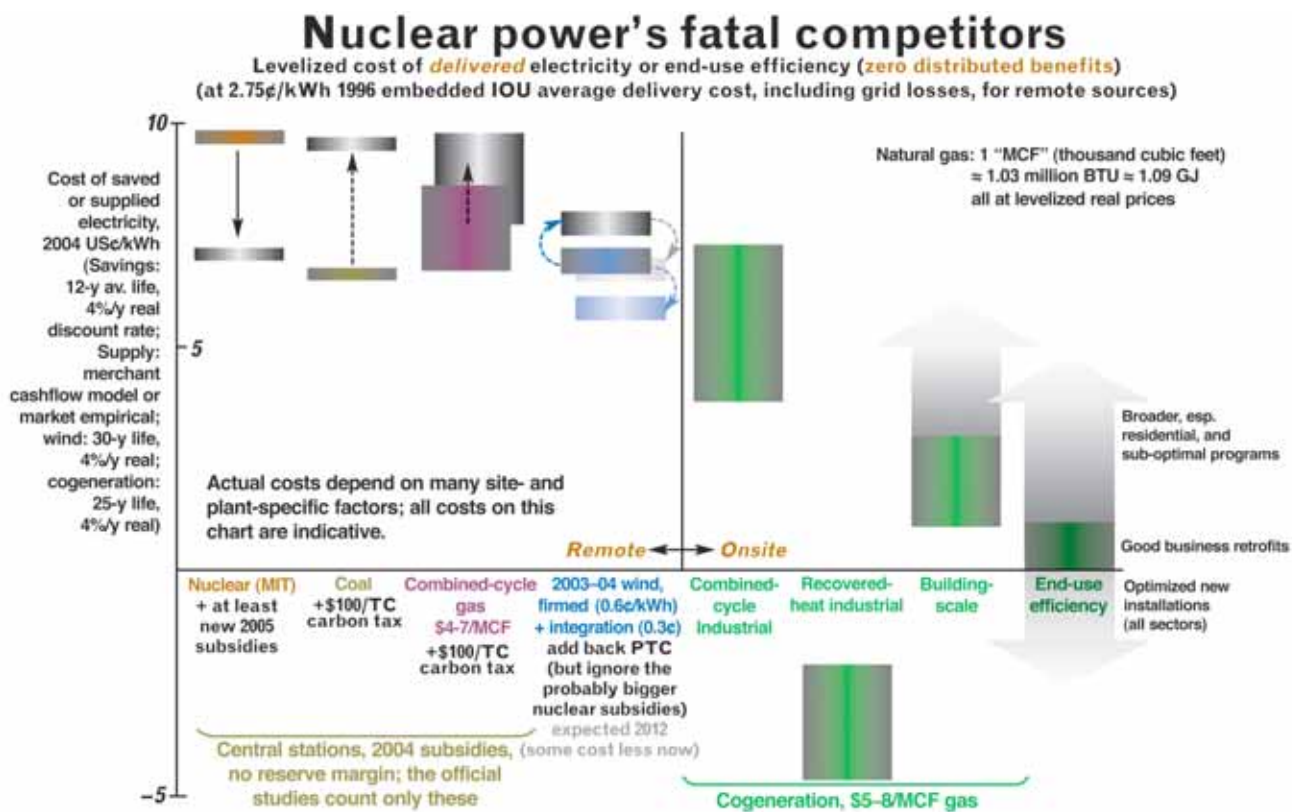 Nuclear power's fatal competitors
Levelized cost of delivered electricity or end-use efficiency (zero distributed benefits)
(at 2.75¢/kWh 1996 embedded IOU average delivery cost, including grid losses, for remote sources)
10
5
–5
Cost of saved
or supplied
electricity,
2004 US¢/kWh
(Savings:
12-y av. life,
4%/y real
discount rate;
Supply:
merchant
cashflow model or
market empirical;
wind: 30-y life,
4%/y real;
cogeneration:
25-y life,
4%/y real)
Natural gas: 1 "MCF" (thousand cubic feet)
≈ 1.03 million BTU ≈ 1.09 GJ
all at levelized real prices
Actual costs depend on many site- and
plant-specific factors; all costs on this
chart are indicative.
Remote
Onsite
Broader, esp.
residential, and
sub-optimal programs
Good business retrofits
Optimized new
installations
(all sectors)
Nuclear (MIT)
+ at least
new 2005
subsidies
Coal
+$100/TC
carbon tax
Combined-cycle
gas
$4-7/MCF
+$100/TC
carbon tax
2003–04 wind,
firmed (0.6¢/kWh)
+ integration (0.3¢)
add back PTC
(but ignore the
probably bigger
nuclear subsidies)
expected 2012
(some cost less now)
Combined-
cycle
Industrial
Recovered-
heat industrial
Building-
scale
End-use
efficiency
Central stations, 2004 subsidies,
no reserve margin; the official
studies count only these
Cogeneration, $5–8/MCF gas